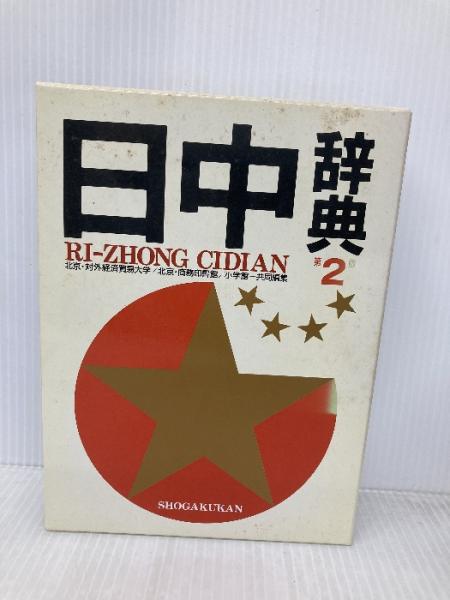 日中
辞典
第2版
RI-ZHONG CIDIAN
北京・対外経済貿易大学/北京・商務印書館/小学館―共同編集
SHOGAKUKAN